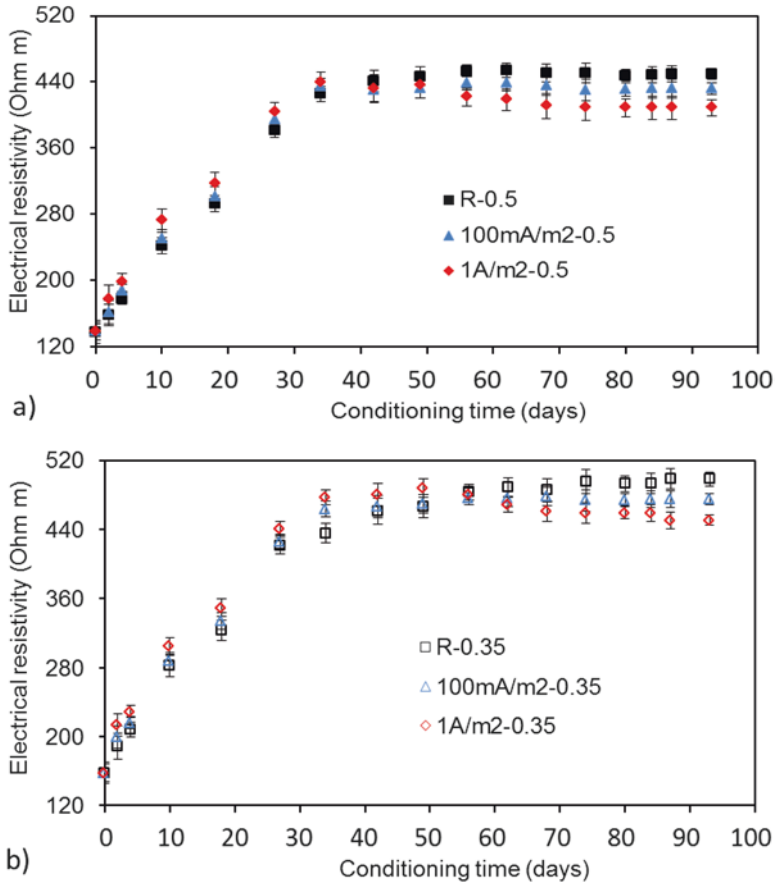 520
440
360
280
200
120
Electrical resistivity (Ohm m)
R-0.5
100mA/m2-0.5
1A/m2-0.5
0 10 20 30 40 50 60 70 80 90 100
Conditioning time (days)
a)
520
440
360
280
200
120
Electrical resistivity (Ohm m)
R-0.35
100mA/m2-0.35
1A/m2-0.35
0 10 20 30 40 50 60 70 80 90 100
Conditioning time (days)
b)